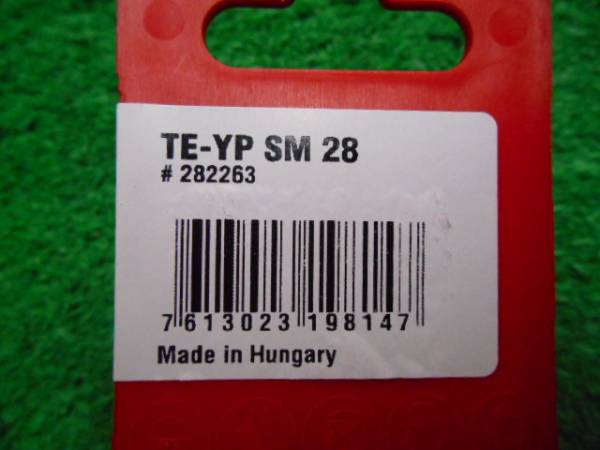 TE-YP SM 28
# 282263
7 613023 198147
Made in Hungary